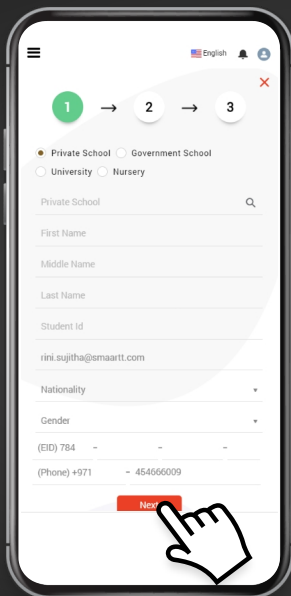 English
1 → 2 → 3
Private School Government School
University Nursery
Private School
First Name
Middle Name
Last Name
Student Id
rini.sujitha@smaartt.com
Nationality
Gender
(EID) 784 - - -
(Phone) +971 - 454666009
Next